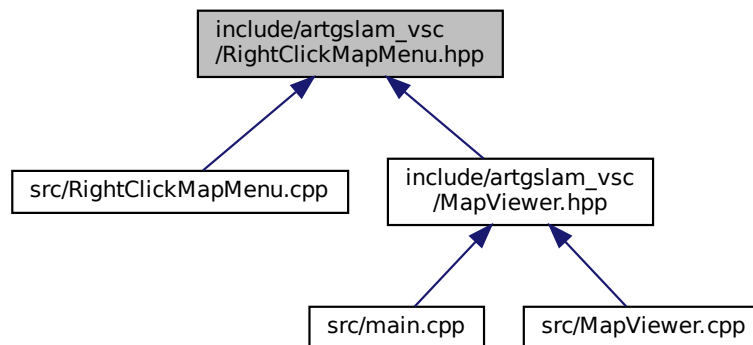 include/artgslam_vsc
/RightClickMapMenu.hpp
src/RightClickMapMenu.cpp
include/artgslam_vsc
/MapViewer.hpp
src/main.cpp
src/MapViewer.cpp